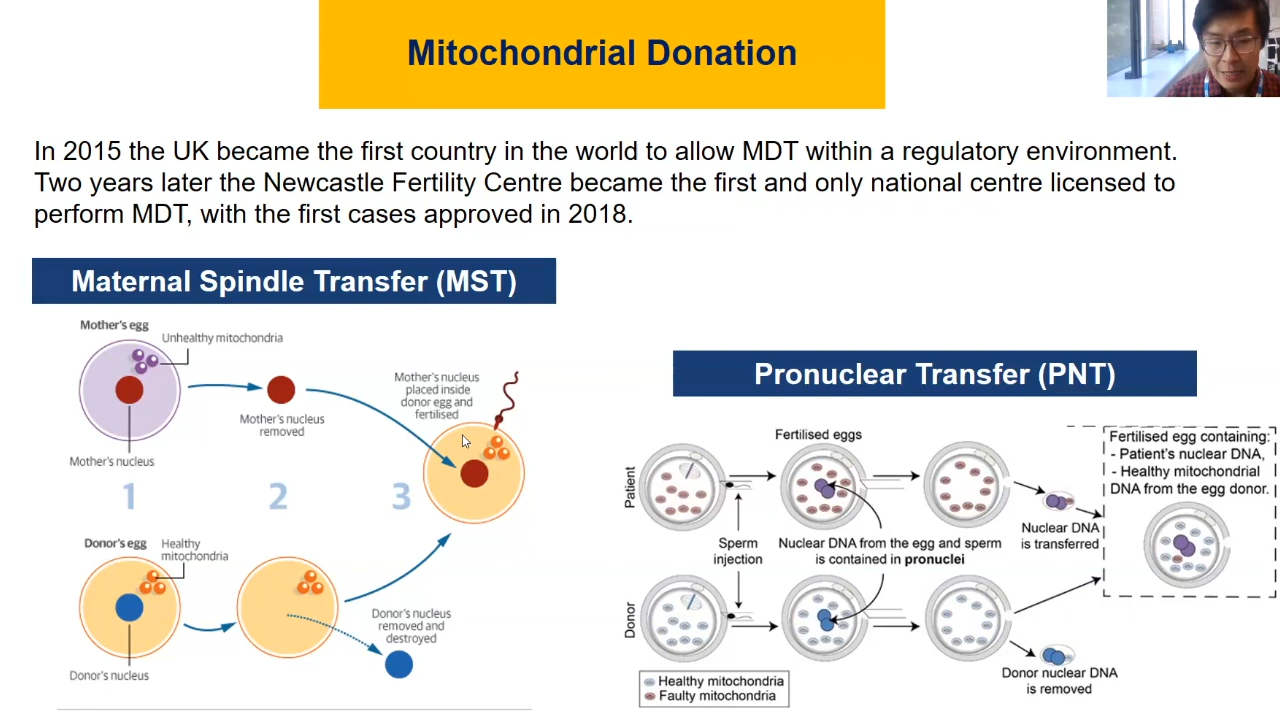 Mitochondrial Donation
In 2015 the UK became the first country in the world to allow MDT within a regulatory environment.
Two years later the Newcastle Fertility Centre became the first and only national centre licensed to
perform MDT, with the first cases approved in 2018.
Maternal Spindle Transfer (MST)
Mother's egg
Unhealthy mitochondria
Mother's nucleus
removed
Mother's nucleus
placed inside
donor egg and
fertilised
Mother's nucleus
1
2
3
Donor's egg
Healthy
mitochondria
Donor's nucleus
removed and
destroyed
Donor's nucleus
Pronuclear Transfer (PNT)
Fertilised eggs
Patient
Sperm
injection
Nuclear DNA from the egg and sperm
is contained in pronuclei
Nuclear DNA
is transferred
Fertilised egg containing:
- Patient's nuclear DNA,
- Healthy mitochondrial
DNA from the egg donor.
Donor
Donor nuclear DNA
is removed
Healthy mitochondria
Faulty mitochondria